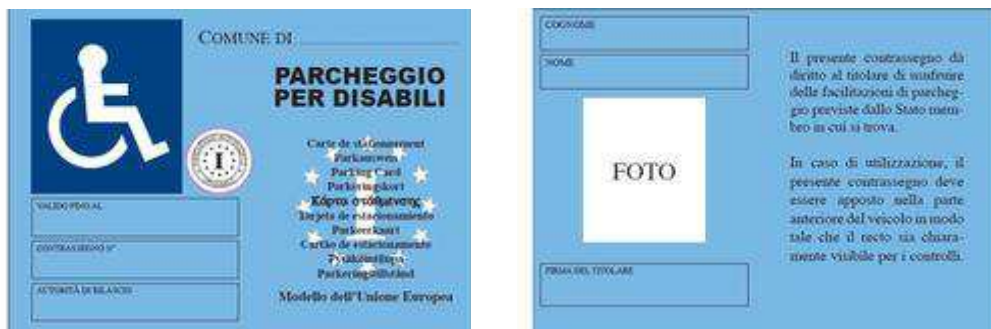 COMUNE DI
PARCHEGGIO
PER DISABILI
I
Carte de stationnement
Parkausweis
Parking Card
Parkeringskort
Κάρτα στάθμευσης
Tarjeta de estacionamiento
Parkeerkaart
Cartão de estacionamento
Pysäköintilupa
Parkeringstillstånd
Modello dell'Unione Europea
VALIDO FINO AL
CONTRASSEGNO N°
AUTORITÀ DI RILASCIO
COGNOME
NOME
FOTO
FIRMA DEL TITOLARE
Il presente contrassegno dà
diritto al titolare di usufruire
delle facilitazioni di parcheg-
gio previste dallo Stato mem-
bro in cui si trova.
In caso di utilizzazione, il
presente contrassegno deve
essere apposto nella parte
anteriore del veicolo in modo
tale che il recto sia chiara-
mente visibile per i controlli.